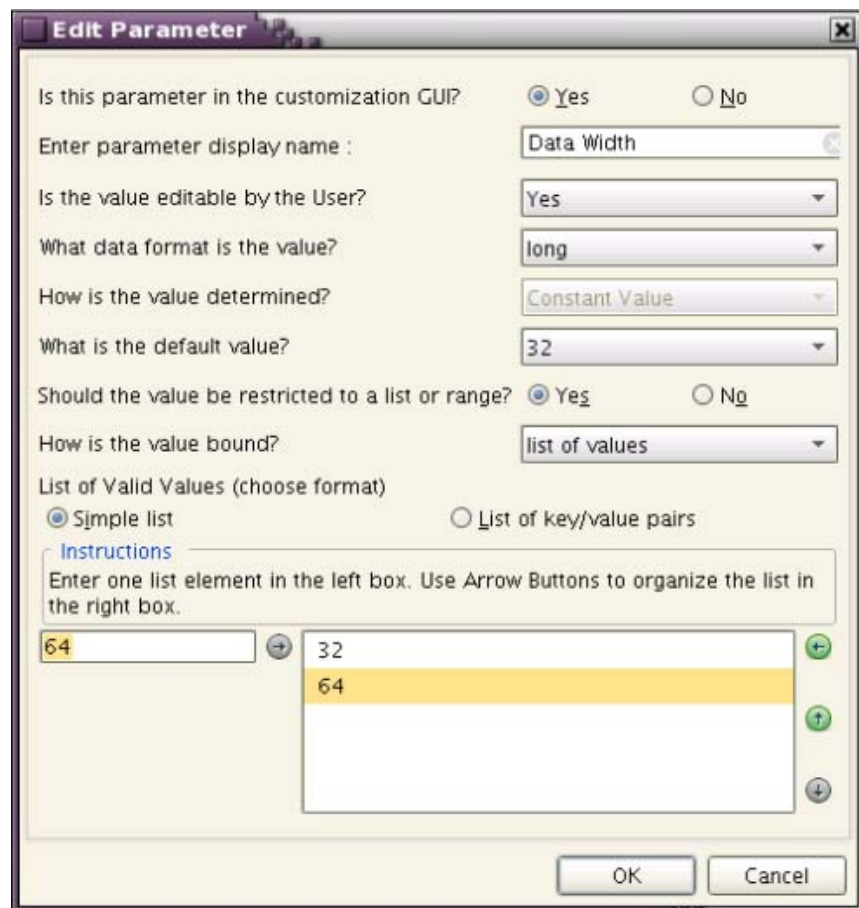 Edit Parameter
Is this parameter in the customization GUI? Yes No
Enter parameter display name : Data Width
Is the value editable by the User? Yes
What data format is the value? long
How is the value determined? Constant Value
What is the default value? 32
Should the value be restricted to a list or range? Yes No
How is the value bound? list of values
List of Valid Values (choose format)
Simple list List of key/value pairs
Instructions
Enter one list element in the left box. Use Arrow Buttons to organize the list in
the right box.
64 32
64
OK Cancel